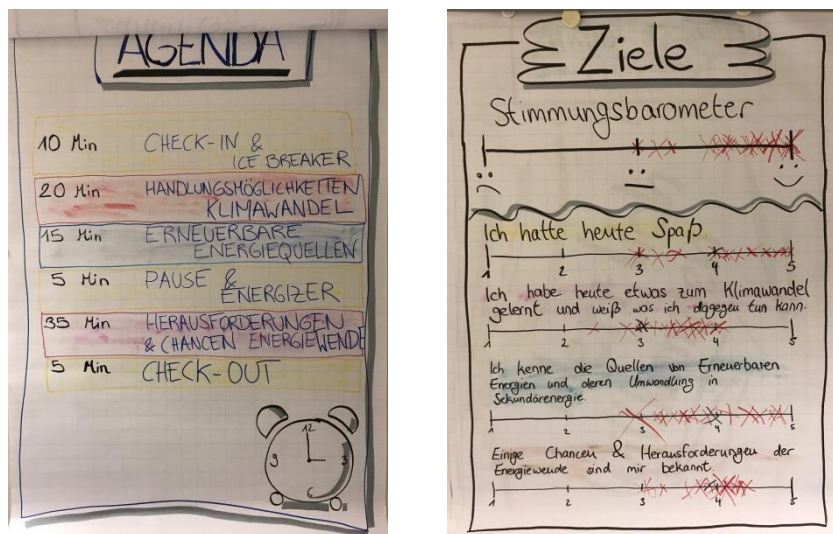 AGENDA
10 Min CHECK-IN &
ICE BREAKER
20 Min HANDLUNGSMÖGLICHKETTEN
KLIMAWANDEL
15 Min ERNEUERBARE
ENERGIEQUELLEN
5 Min PAUSE &
ENERGIZER
35 Min HERAUSFORDERUNGEN
& CHANCEN ENERGIEWENDE
5 Min CHECK-OUT
12
9 3
6
Ziele
Stimmungsbarometer
Ich hatte heute Spaß.
1 2 3 4 5
Ich habe heute etwas zum Klimawandel
gelernt und weiß was ich dagegen tun kann.
1 2 3 4 5
Ich kenne die Quellen von Erneuerbaren
Energien und deren Umwandlung in
Sekundärenergie.
1 2 3 4 5
Einige Chancen & Herausforderungen der
Energiewende sind mir bekannt.
1 2 3 4 5